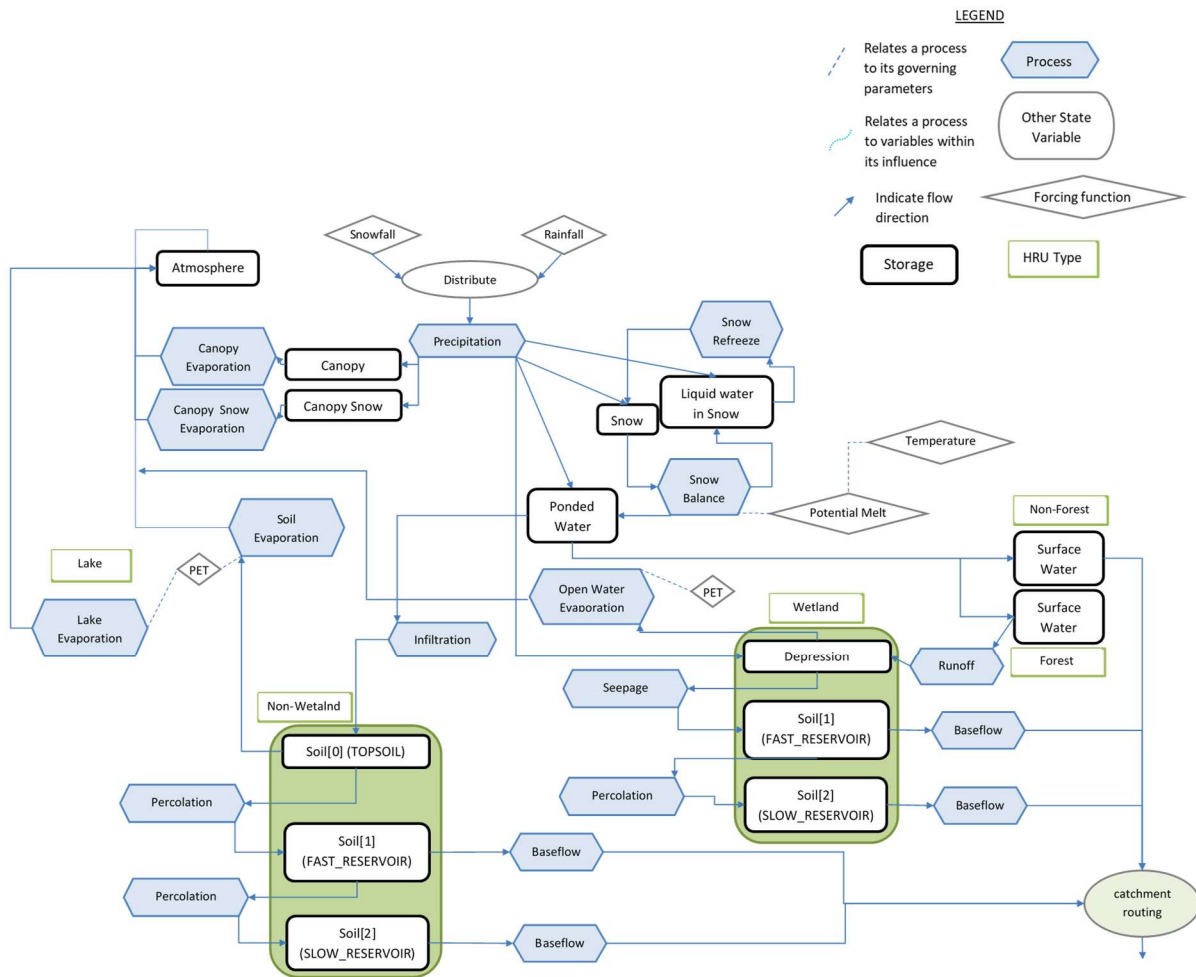 LEGEND
Relates a process
to its governing
parameters
Process
Relates a process
to variables within
its influence
Other State
Variable
Indicate flow
direction
Forcing function
Storage
HRU Type
Snowfall
Rainfall
Atmosphere
Distribute
Precipitation
Snow
Refreeze
Canopy
Evaporation
Canopy
Canopy Snow
Evaporation
Canopy Snow
Snow
Liquid water
in Snow
Temperature
Snow
Balance
Potential Melt
Ponded
Water
Soil
Evaporation
Non-Forest
Surface
Water
Lake
PET
Open Water
Evaporation
PET
Wetland
Surface
Water
Lake
Evaporation
Infiltration
Depression
Runoff
Forest
Seepage
Non-Wetalnd
Soil[0] (TOPSOIL)
Soil[1]
(FAST_RESERVOIR)
Baseflow
Percolation
Percolation
Soil[2]
(SLOW_RESERVOIR)
Baseflow
Soil[1]
(FAST_RESERVOIR)
Baseflow
Percolation
catchment
routing
Soil[2]
(SLOW_RESERVOIR)
Baseflow